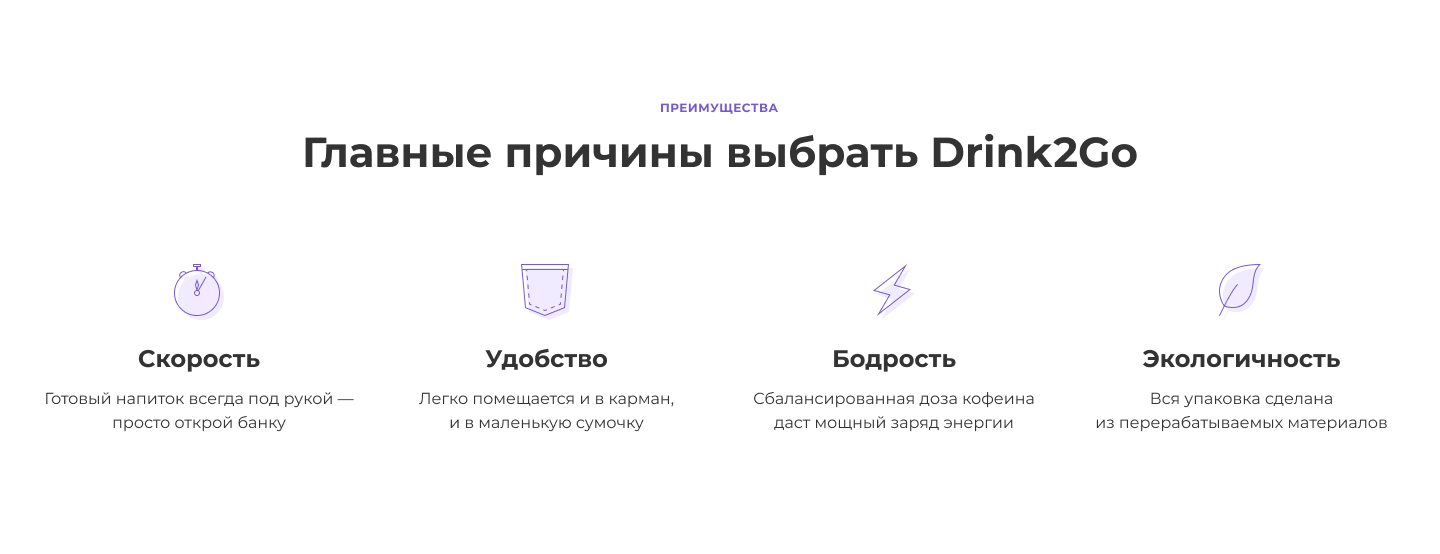 ПРЕИМУЩЕСТВА
Главные причины выбрать Drink2Go
Скорость
Готовый напиток всегда под рукой —
просто открой банку
Удобство
Легко помещается и в карман,
и в маленькую сумочку
Бодрость
Сбалансированная доза кофеина
даст мощный заряд энергии
Экологичность
Вся упаковка сделана
из перерабатываемых материалов